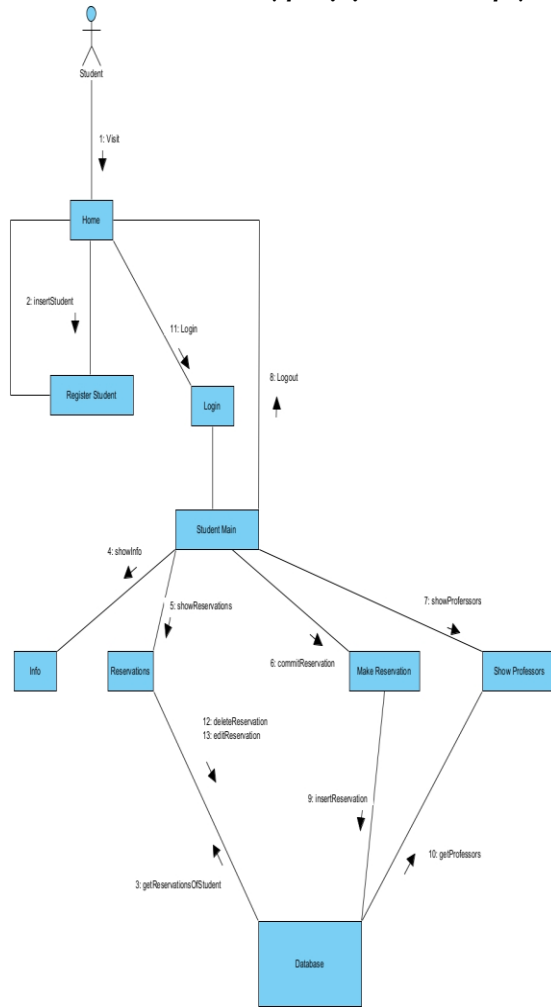 Student
1: Visit
Home
2: insertStudent
11: Login
8: Logout
Register Student
Login
Student Main
4: showInfo
7: showProferssors
5: showReservations
6: commitReservation
Info
Reservations
Make Reservation
Show Professors
12: deleteReservation
13: editReservation
9: insertReservation
10: getProfessors
3: getReservationsOfStudent
Database